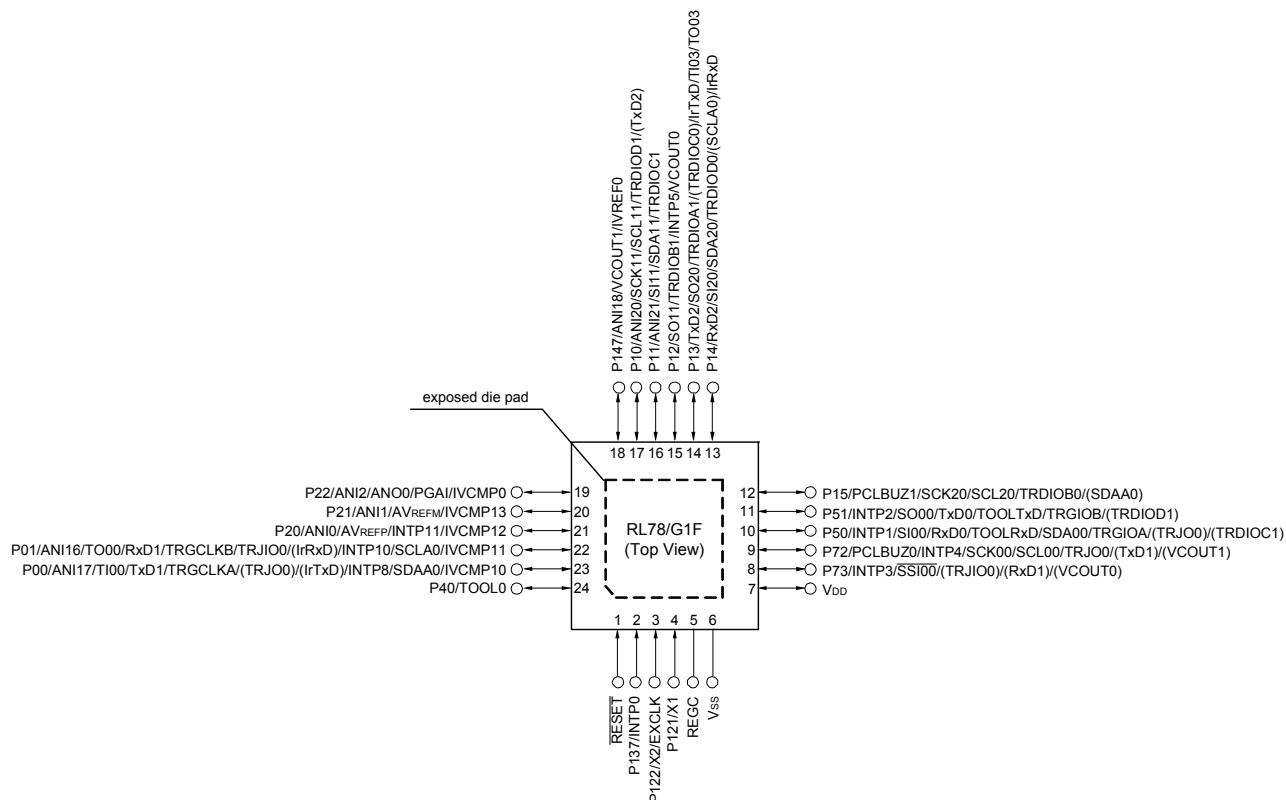 P147/ANI18/VCOUT1/IVREF0
P10/ANI20/SCK11/SCL11/TRDIOD1/(TxD2)
P11/ANI21/SI11/SDA11/TRDIOC1
P12/SO11/TRDIOB1/INTP5/VCOUT0
P13/TxD2/SO20/TRDIOA1/(TRDIOC0)/IrTxD/TI03/TO03
P14/RxD2/SI20/SDA20/TRDIOD0/(SCLA0)/IrRxD
exposed die pad
18 17 16 15 14 13
P22/ANI2/ANO0/PGAI/IVCMP0 19
P21/ANI1/AVREFM/IVCMP13 20
P20/ANI0/AVREFP/INTP11/IVCMP12 21
P01/ANI16/TO00/RxD1/TRGCLKB/TRJIO0/(IrRxD)/INTP10/SCLA0/IVCMP11 22
P00/ANI17/TI00/TxD1/TRGCLKA/(TRJO0)/(IrTxD)/INTP8/SDAA0/IVCMP10 23
P40/TOOL0 24
RL78/G1F
(Top View)
12 P15/PCLBUZ1/SCK20/SCL20/TRDIOB0/(SDAA0)
11 P51/INTP2/SO00/TxD0/TOOLTxD/TRGIOB/(TRDIOD1)
10 P50/INTP1/SI00/RxD0/TOOLRxD/SDA00/TRGIOA/(TRJO0)/(TRDIOC1)
9 P72/PCLBUZ0/INTP4/SCK00/SCL00/TRJO0/(TxD1)/(VCOUT1)
8 P73/INTP3/SSI00/(TRJIO0)/(RxD1)/(VCOUT0)
7 VDD
1 2 3 4 5 6
RESET
P137/INTP0
P122/X2/EXCLK
P121/X1
REGC
Vss